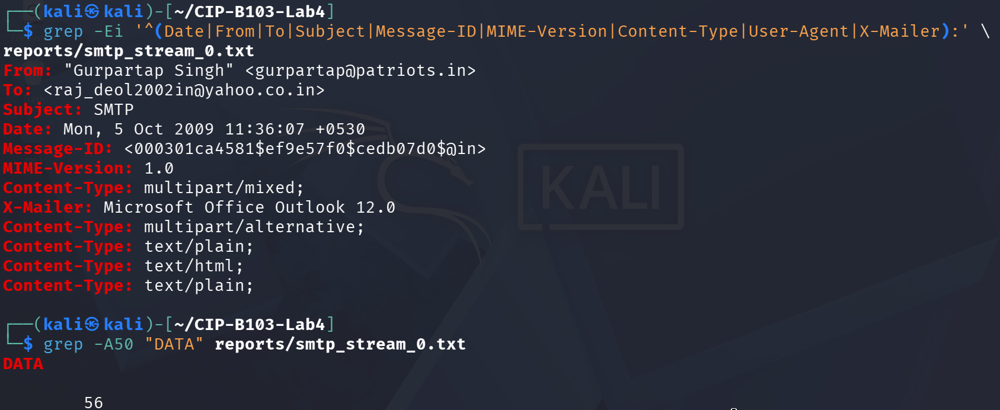 ┌──(kali㉿kali)-[~/CIP-B103-Lab4]
└─$ grep -Ei '^(Date|From|To|Subject|Message-ID|MIME-Version|Content-Type|User-Agent|X-Mailer):' \
reports/smtp_stream_0.txt
From: "Gurpartap Singh" <gurpartap@patriots.in>
To: <raj_deol2002in@yahoo.co.in>
Subject: SMTP
Date: Mon, 5 Oct 2009 11:36:07 +0530
Message-ID: <000301ca4581$ef9e57f0$cedb07d0$@in>
MIME-Version: 1.0
Content-Type: multipart/mixed;
X-Mailer: Microsoft Office Outlook 12.0
Content-Type: multipart/alternative;
Content-Type: text/plain;
Content-Type: text/html;
Content-Type: text/plain;
KALI
┌──(kali㉿kali)-[~/CIP-B103-Lab4]
└─$ grep -A50 "DATA" reports/smtp_stream_0.txt
DATA
56